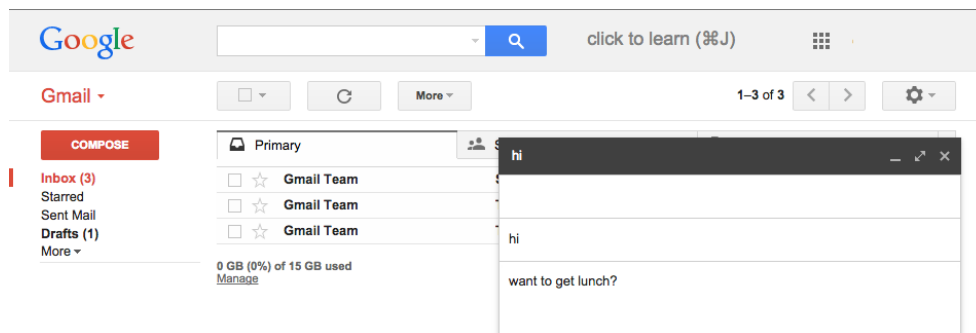 Google
click to learn (⌘J)
Gmail
More
1–3 of 3
COMPOSE
Primary
hi
Inbox (3)
Gmail Team
Starred
Gmail Team
Sent Mail
Drafts (1)
Gmail Team
hi
More
0 GB (0%) of 15 GB used
Manage
want to get lunch?